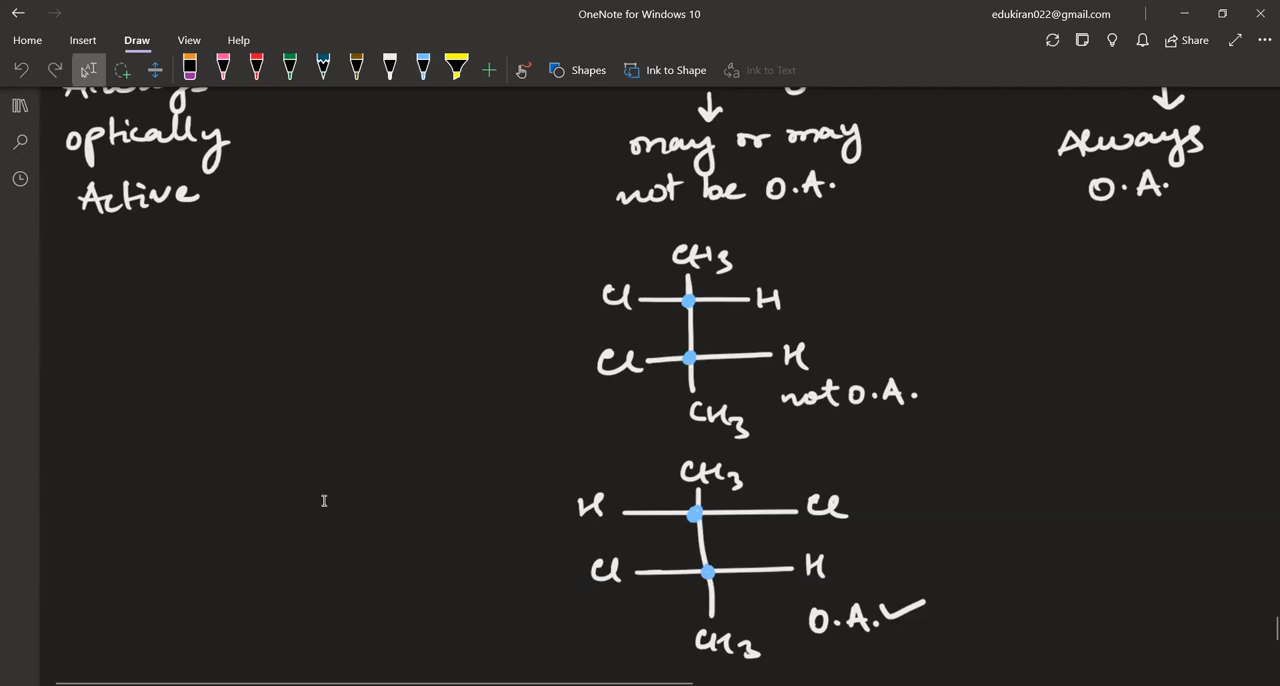 OneNote for Windows 10
edukiran022@gmail.com
Home Insert Draw View Help
Share
Shapes
Ink to Shape
Ink to Text
optically
Active
may or may
not be O.A.
Always
O.A.
CH3
Cl H
Cl H
not O.A.
CH3
CH3
H Cl
Cl H
O.A.✓
CH3